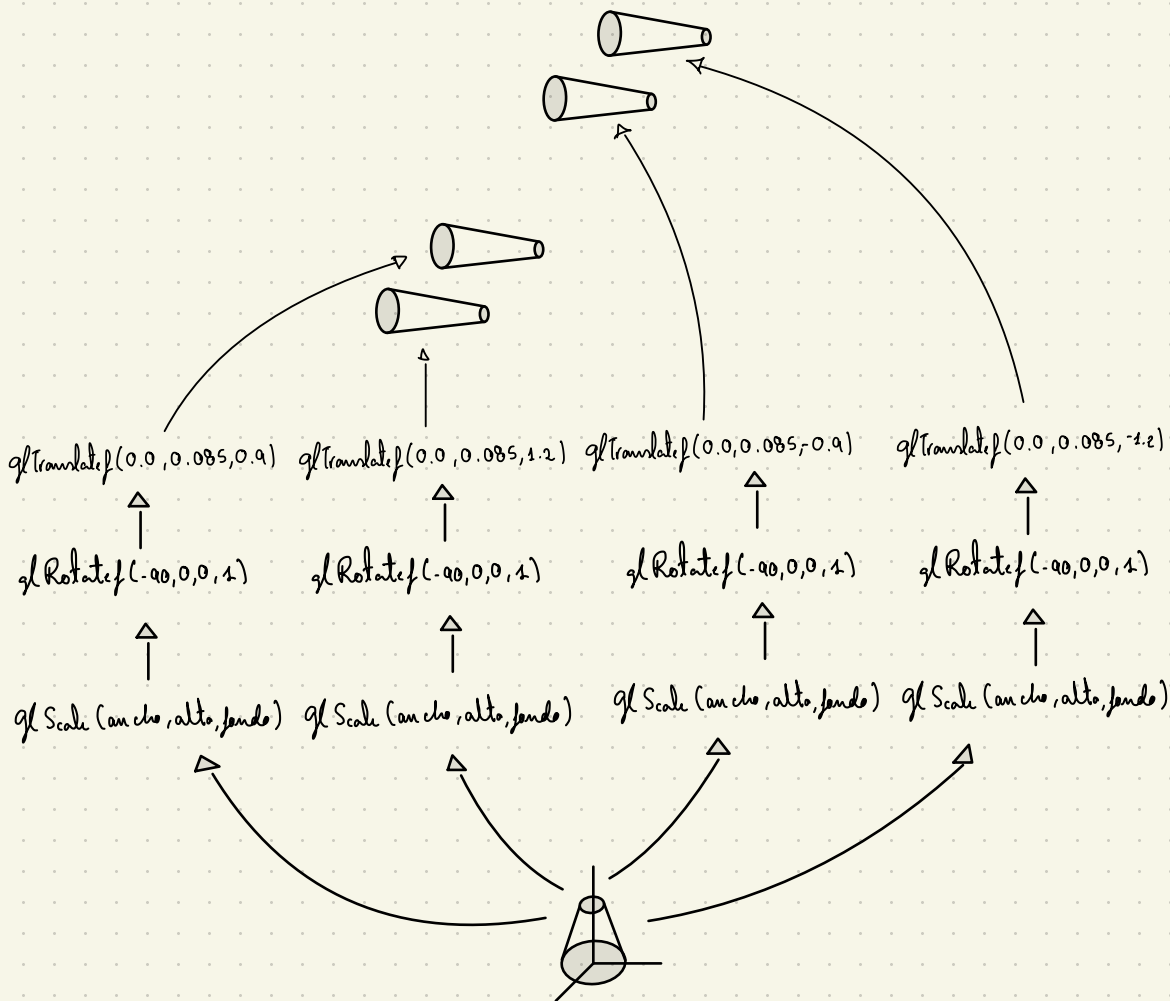 glTranslatef(0.0,0.085,0.9) glTranslatef(0.0,0.085,1.2) glTranslatef(0.0,0.085,-0.9) glTranslatef(0.0,0.085,-1.2)
glRotatef(-90,0,0,1) glRotatef(-90,0,0,1) glRotatef(-90,0,0,1) glRotatef(-90,0,0,1)
glScale(ancho,alto,fondo) glScale(ancho,alto,fondo) glScale(ancho,alto,fondo) glScale(ancho,alto,fondo)